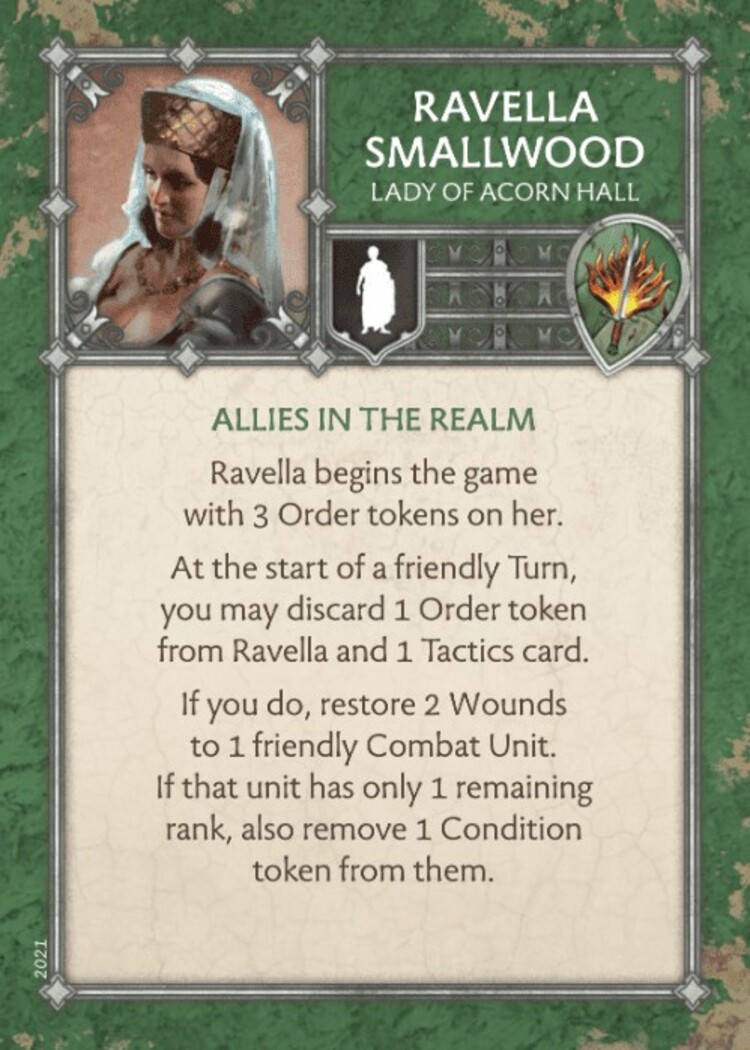 RAVELLA
SMALLWOOD
LADY OF ACORN HALL
ALLIES IN THE REALM
Ravella begins the game
with 3 Order tokens on her.
At the start of a friendly Turn,
you may discard 1 Order token
from Ravella and 1 Tactics card.
If you do, restore 2 Wounds
to 1 friendly Combat Unit.
If that unit has only 1 remaining
rank, also remove 1 Condition
token from them.
2021